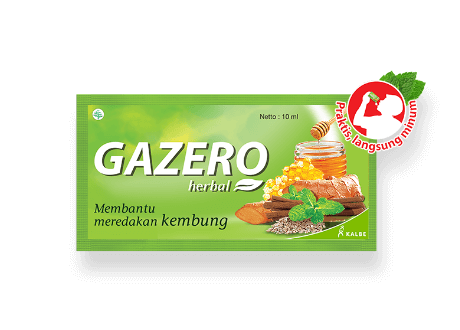 Netto : 10 ml
GAZERO
herbal
Membantu
meredakan kembung
KALBE
Praktis, langsung minum